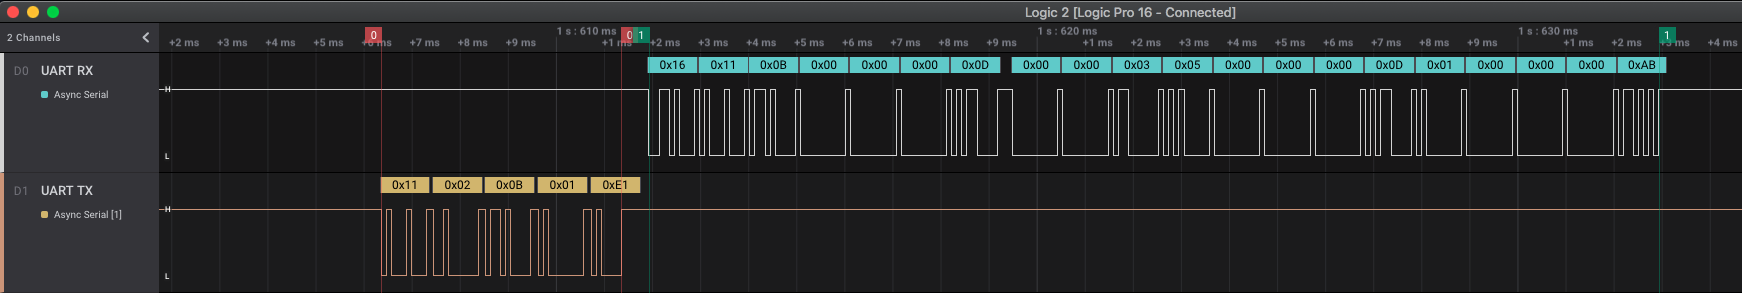 Logic 2 [Logic Pro 16 - Connected]
2 Channels
0 0 1 1
1 s : 610 ms 1 s : 620 ms 1 s : 630 ms
+2 ms +3 ms +4 ms +5 ms +6 ms +7 ms +8 ms +9 ms +1 ms +2 ms +3 ms +4 ms +5 ms +6 ms +7 ms +8 ms +9 ms +1 ms +2 ms +3 ms +4 ms +5 ms +6 ms +7 ms +8 ms +9 ms +1 ms +2 ms +3 ms +4 ms
D0 UART RX
Async Serial
0x16 0x11 0x0B 0x00 0x00 0x00 0x0D 0x00 0x00 0x03 0x05 0x00 0x00 0x00 0x0D 0x01 0x00 0x00 0x00 0xAB
H
L
D1 UART TX
Async Serial [1]
0x11 0x02 0x0B 0x01 0xE1
H
L